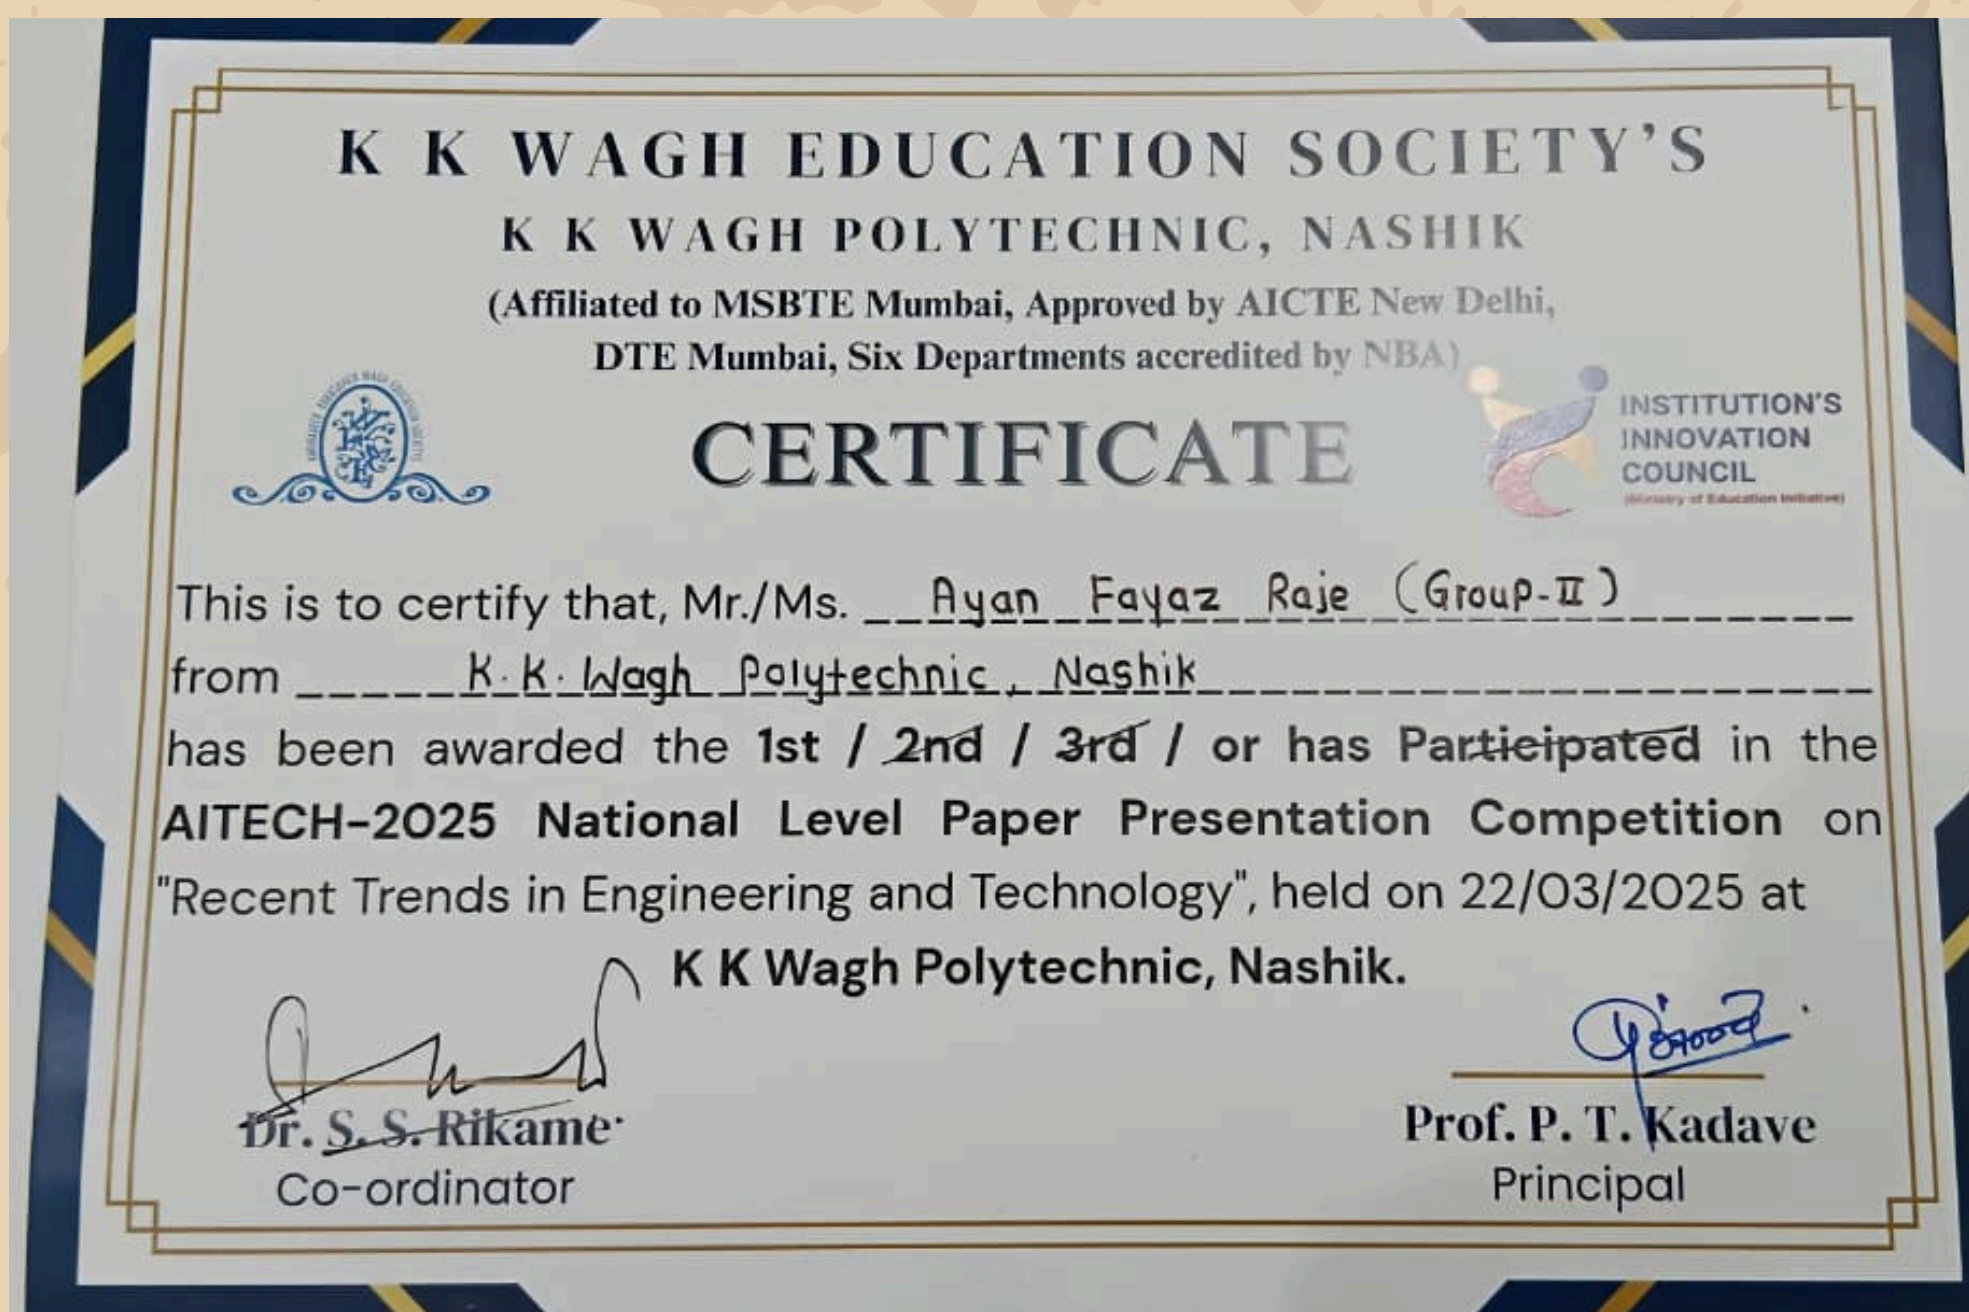 K K WAGH EDUCATION SOCIETY'S
K K WAGH POLYTECHNIC, NASHIK
(Affiliated to MSBTE Mumbai, Approved by AICTE New Delhi,
DTE Mumbai, Six Departments accredited by NBA)
CERTIFICATE
INSTITUTION'S
INNOVATION
COUNCIL
(Ministry of Education Initiative)
This is to certify that, Mr./Ms. Ayan Fayaz Raje (Group-II)
from K.K. Wagh Polytechnic, Nashik
has been awarded the 1st / 2nd / 3rd / or has Participated in the
AITECH-2025 National Level Paper Presentation Competition on
"Recent Trends in Engineering and Technology", held on 22/03/2025 at
K K Wagh Polytechnic, Nashik.
Dr. S. S. Rikame
Co-ordinator
Prof. P. T. Kadave
Principal